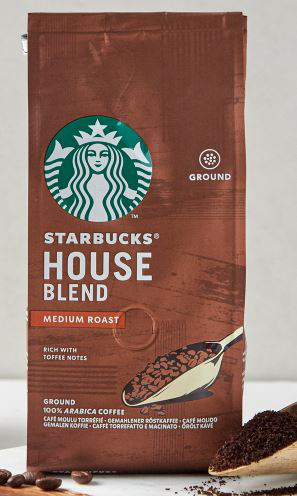 GROUND
™
STARBUCKS®
HOUSE
BLEND
MEDIUM ROAST
RICH WITH
TOFFEE NOTES
GROUND
100% ARABICA COFFEE
CAFÉ MOULU TORRÉFIÉ · GEMAHLENER RÖSTKAFFEE · CAFÉ MOLIDO
GEMALEN KOFFIE · CAFFÈ TORREFATTO E MACINATO · ŐRÖLT KÁVÉ